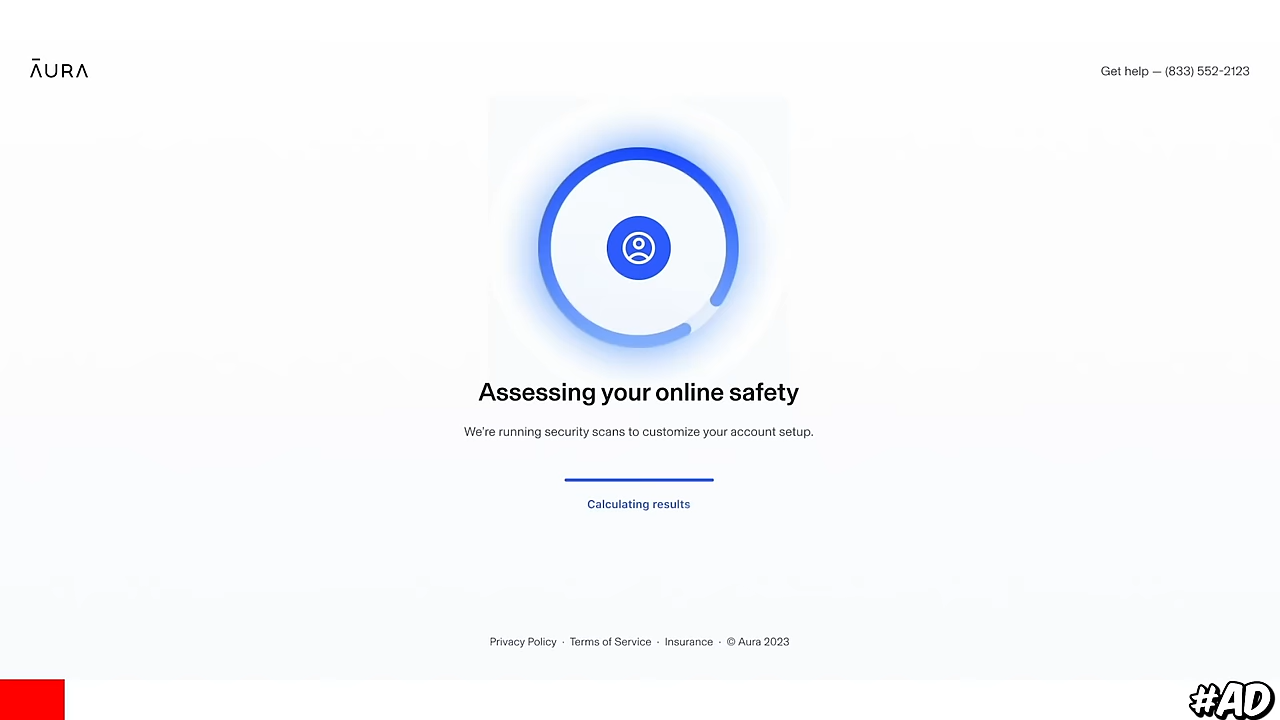 ĀURA
Get help — (833) 552-2123
Assessing your online safety
We're running security scans to customize your account setup.
Calculating results
Privacy Policy · Terms of Service · Insurance · © Aura 2023
#AD